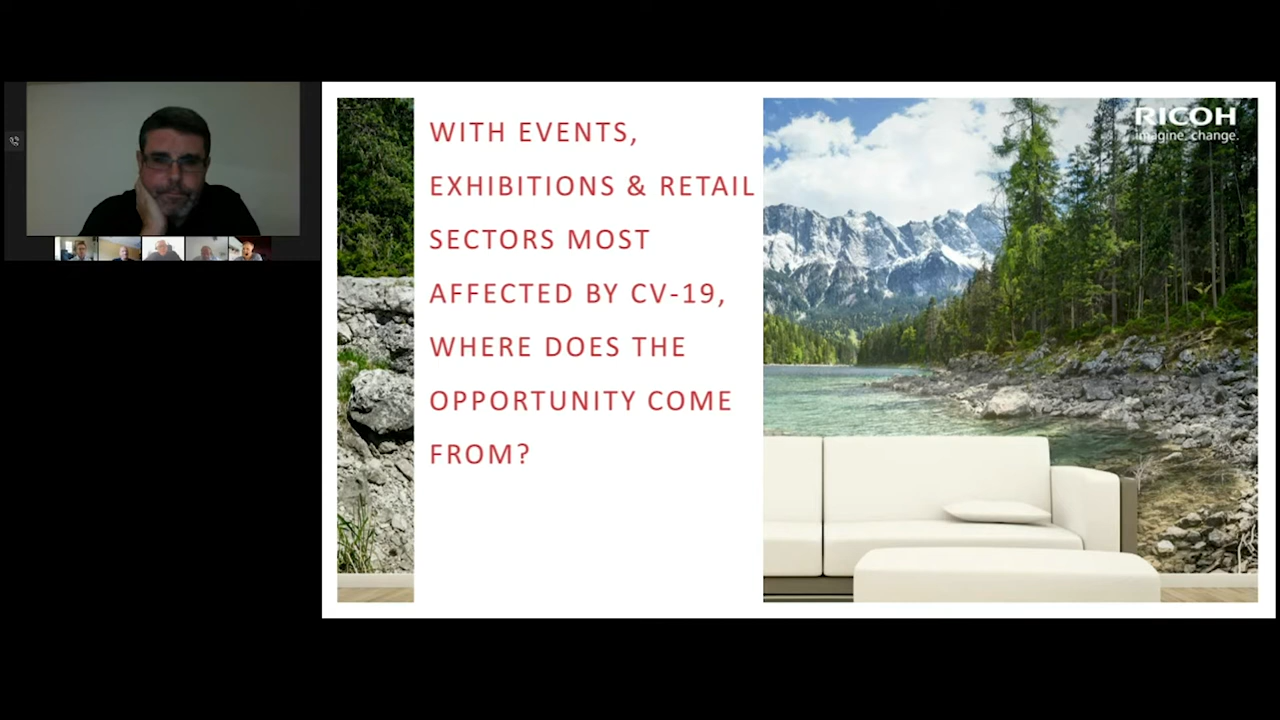 WITH EVENTS,
EXHIBITIONS & RETAIL
SECTORS MOST
AFFECTED BY CV-19,
WHERE DOES THE
OPPORTUNITY COME
FROM?
RICOH
imagine. change.